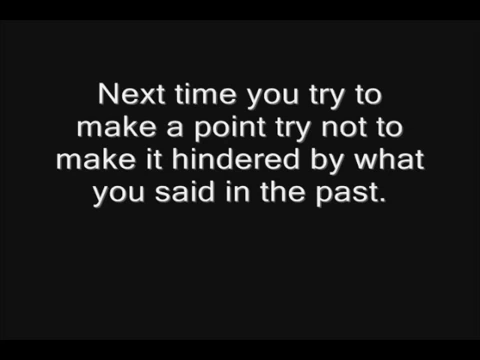 Next time you try to
make a point try not to
make it hindered by what
you said in the past.